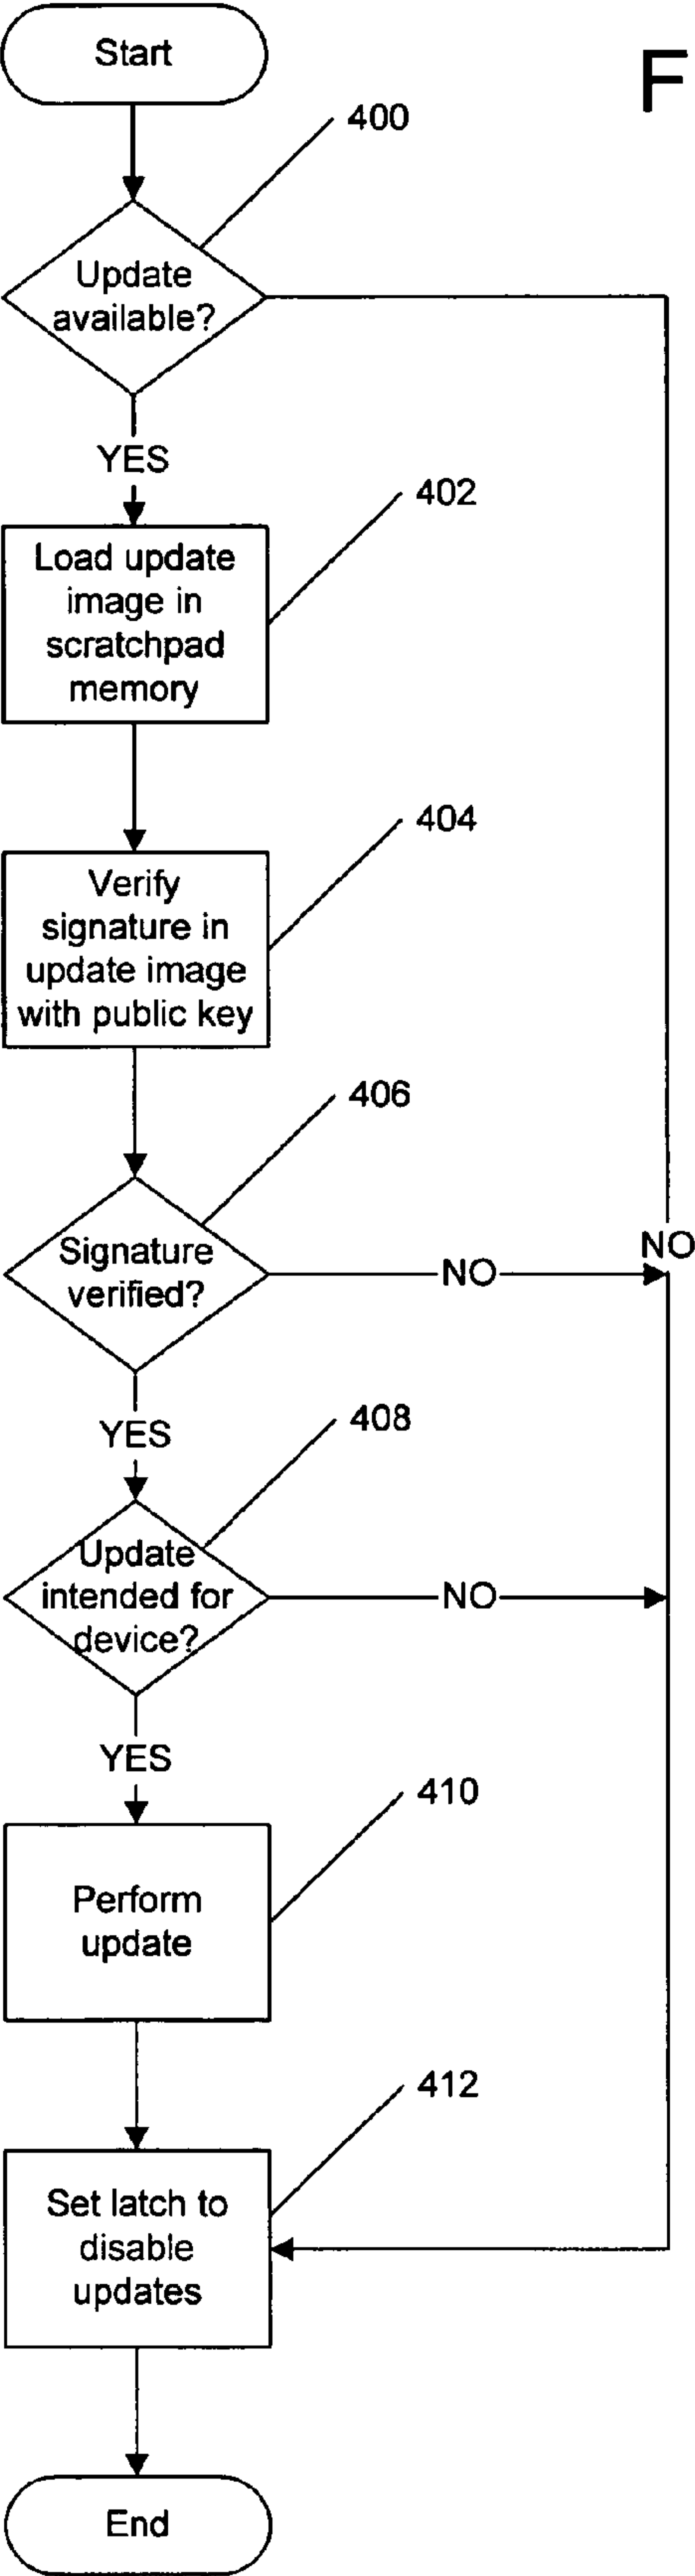 Start
F
400
Update
available?
YES
402
Load update
image in
scratchpad
memory
404
Verify
signature in
update image
with public key
406
Signature
verified?
NO
NO
YES
408
Update
intended for
device?
NO
YES
410
Perform
update
412
Set latch to
disable
updates
End